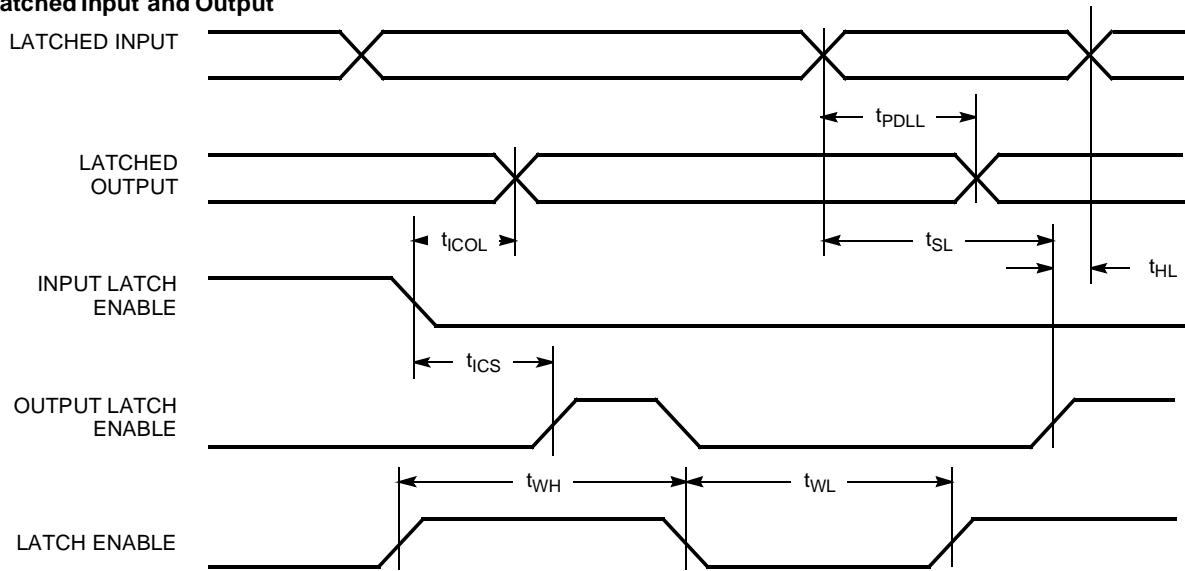 Latched Input and Output
LATCHED INPUT
tPDLL
LATCHED
OUTPUT
tICOL
tSL
INPUT LATCH
ENABLE
tHL
tICS
OUTPUT LATCH
ENABLE
tWH
tWL
LATCH ENABLE